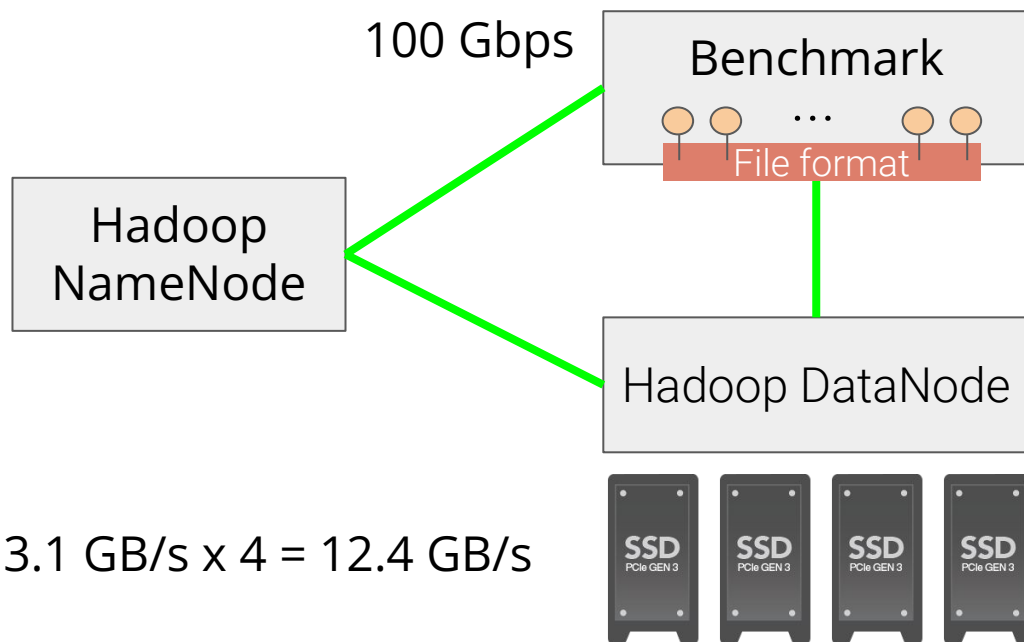 100 Gbps
Benchmark
...
File format
Hadoop
NameNode
Hadoop DataNode
3.1 GB/s x 4 = 12.4 GB/s
SSD
PCIe GEN 3
SSD
PCIe GEN 3
SSD
PCIe GEN 3
SSD
PCIe GEN 3